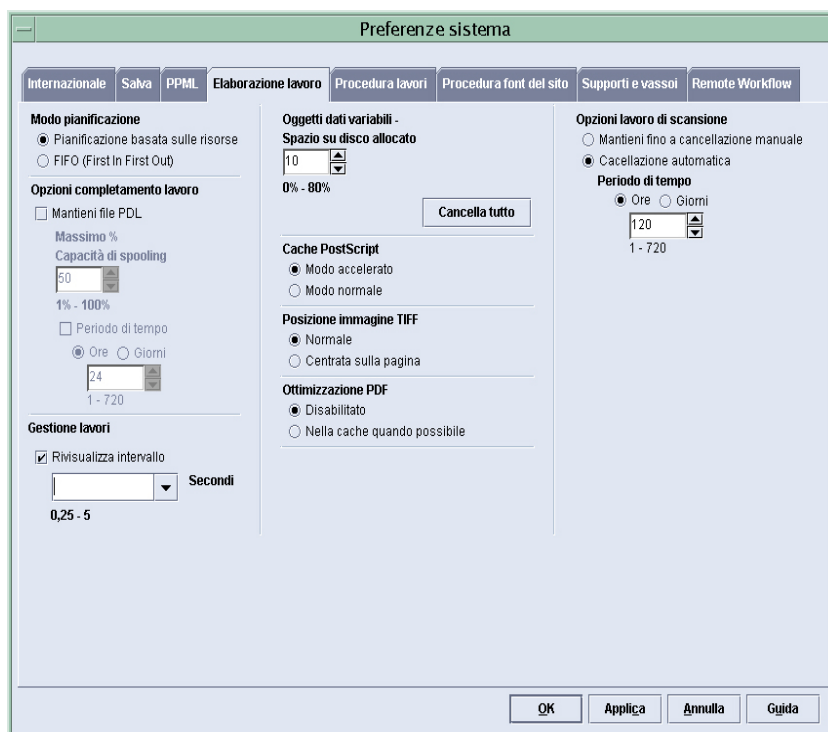 Preferenze sistema
Internazionale
Salva
PPML
Elaborazione lavoro
Procedura lavori
Procedura font del sito
Supporti e vassoi
Remote Workflow
Modo pianificazione
Pianificazione basata sulle risorse
FIFO (First In First Out)
Opzioni completamento lavoro
Mantieni file PDL
Massimo %
Capacità di spooling
50
1% - 100%
Periodo di tempo
Ore
Giorni
24
1 - 720
Gestione lavori
Rivisualizza intervallo
Secondi
0,25 - 5
Oggetti dati variabili -
Spazio su disco allocato
10
0% - 80%
Cancella tutto
Cache PostScript
Modo accelerato
Modo normale
Posizione immagine TIFF
Normale
Centrata sulla pagina
Ottimizzazione PDF
Disabilitato
Nella cache quando possibile
Opzioni lavoro di scansione
Mantieni fino a cancellazione manuale
Cacellazione automatica
Periodo di tempo
Ore
Giorni
120
1 - 720
OK
Applica
Annulla
Guida